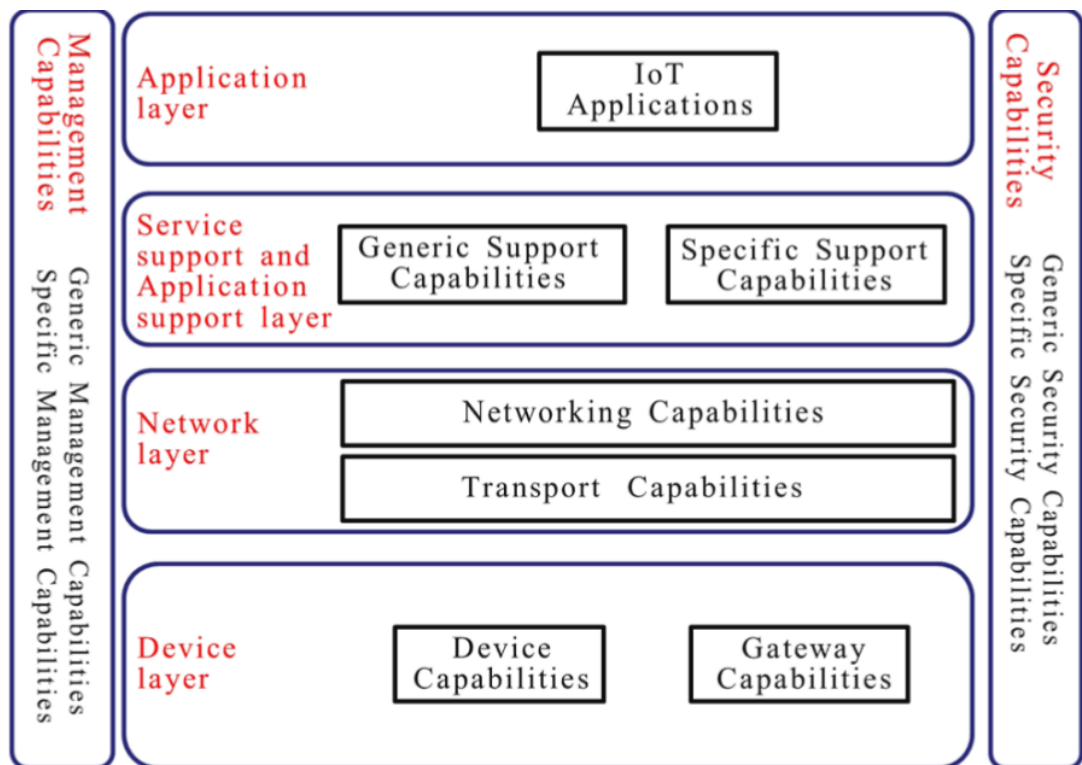 Management
Capabilities
Generic Management Capabilities
Specific Management Capabilities
Application
layer
IoT
Applications
Service
support and
Application
support layer
Generic Support
Capabilities
Specific Support
Capabilities
Network
layer
Networking Capabilities
Transport Capabilities
Device
layer
Device
Capabilities
Gateway
Capabilities
Security
Capabilities
Generic Security Capabilities
Specific Security Capabilities